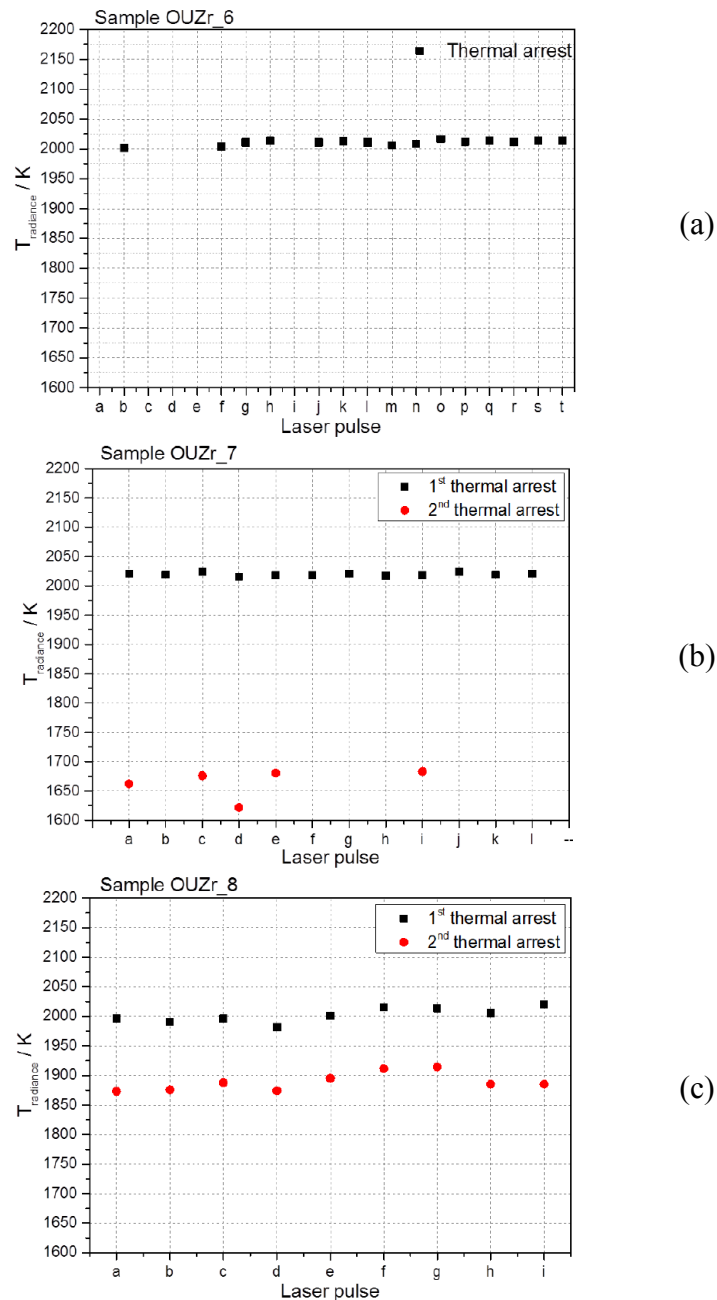 Sample OUZr_6
Thermal arrest
2200
2150
2100
2050
2000
1950
1900
1850
1800
1750
1700
1650
1600
T radiance / K
a b c d e f g h i j k l m n o p q r s t
Laser pulse
(a)
Sample OUZr_7
1st thermal arrest
2nd thermal arrest
2200
2150
2100
2050
2000
1950
1900
1850
1800
1750
1700
1650
1600
T radiance / K
a b c d e f g h i j k l --
Laser pulse
(b)
Sample OUZr_8
1st thermal arrest
2nd thermal arrest
2200
2150
2100
2050
2000
1950
1900
1850
1800
1750
1700
1650
1600
T radiance / K
a b c d e f g h i
Laser pulse
(c)